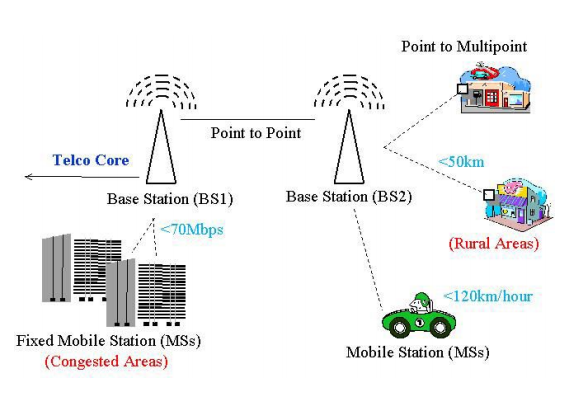 Point to Multipoint
Point to Point
Telco Core
<50km
Base Station (BS1)
Base Station (BS2)
<70Mbps
(Rural Areas)
<120km/hour
Fixed Mobile Station (MSs)
(Congested Areas)
Mobile Station (MSs)